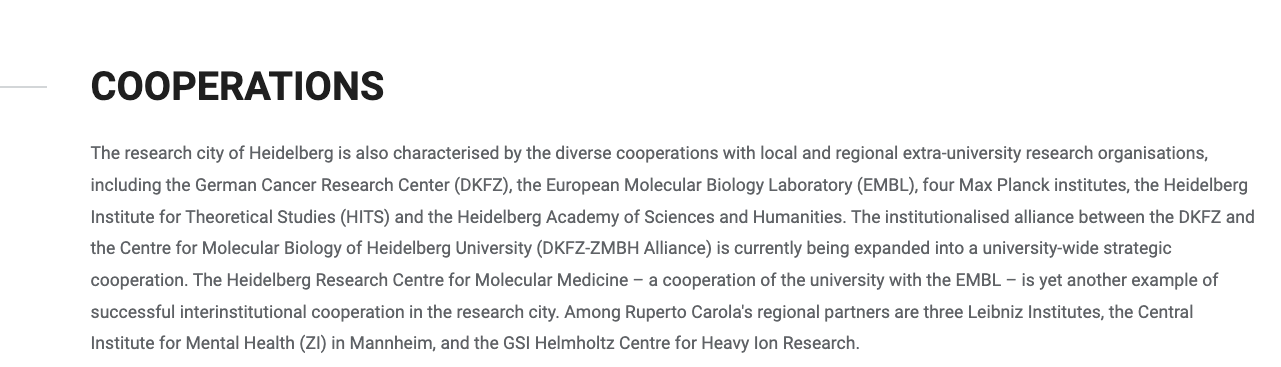 COOPERATIONS
The research city of Heidelberg is also characterised by the diverse cooperations with local and regional extra-university research organisations,
including the German Cancer Research Center (DKFZ), the European Molecular Biology Laboratory (EMBL), four Max Planck institutes, the Heidelberg
Institute for Theoretical Studies (HITS) and the Heidelberg Academy of Sciences and Humanities. The institutionalised alliance between the DKFZ and
the Centre for Molecular Biology of Heidelberg University (DKFZ-ZMBH Alliance) is currently being expanded into a university-wide strategic
cooperation. The Heidelberg Research Centre for Molecular Medicine – a cooperation of the university with the EMBL – is yet another example of
successful interinstitutional cooperation in the research city. Among Ruperto Carola's regional partners are three Leibniz Institutes, the Central
Institute for Mental Health (ZI) in Mannheim, and the GSI Helmholtz Centre for Heavy Ion Research.